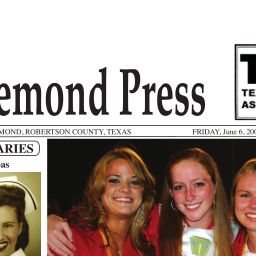 emond Press
T
TE
AS
MOND, ROBERTSON COUNTY, TEXAS FRIDAY, June 6, 20
ARIES
as